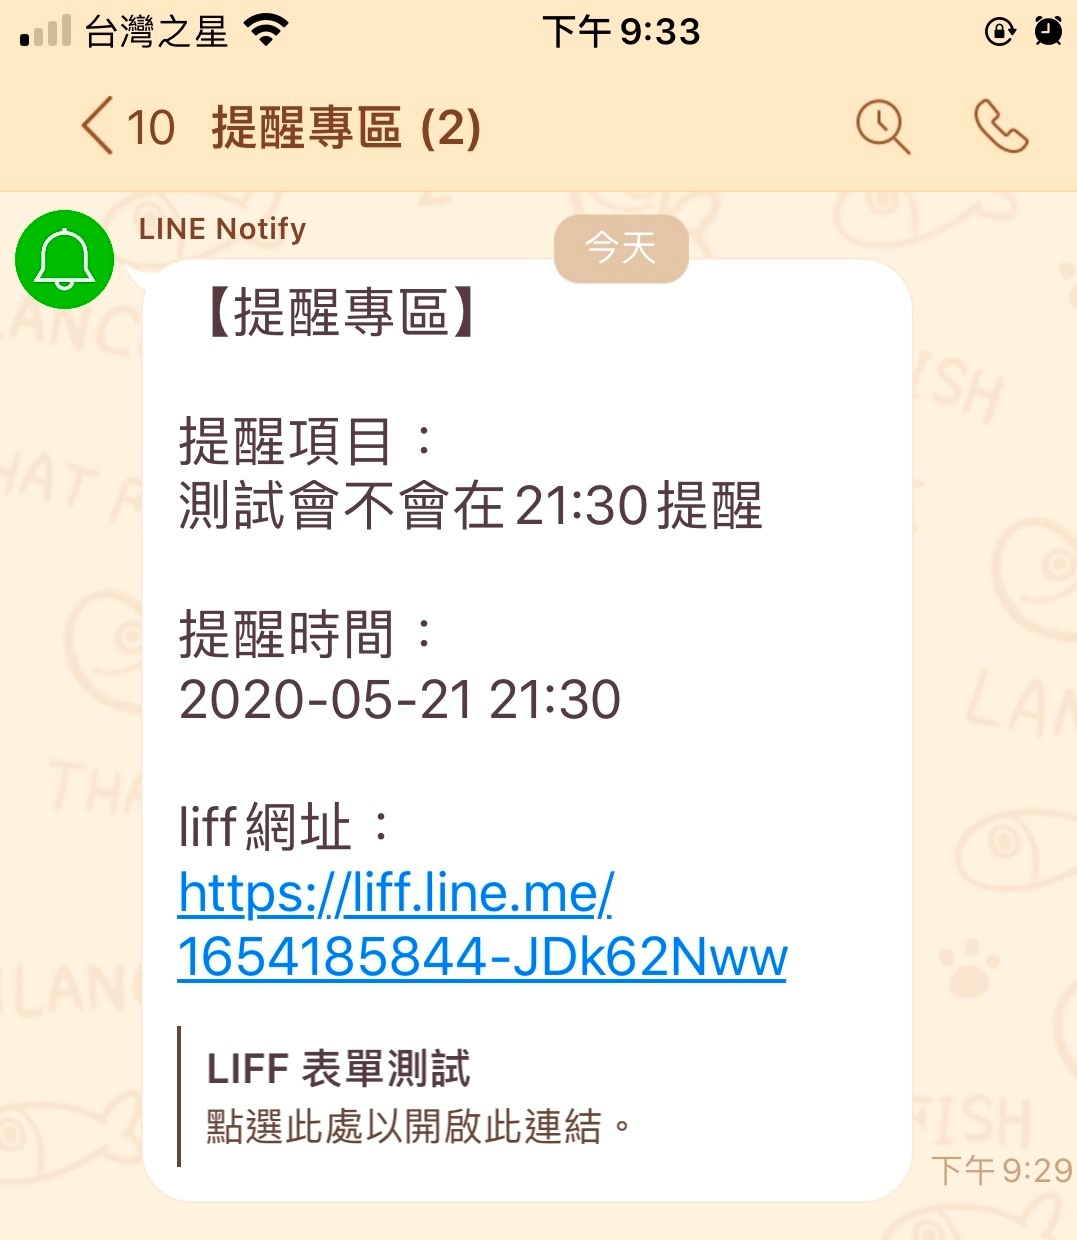 台灣之星
下午 9:33
10 提醒專區 (2)
LINE Notify
今天
【提醒專區】
提醒項目：
測試會不會在21:30提醒
提醒時間：
2020-05-21 21:30
liff網址：
https://liff.line.me/
1654185844-JDk62Nww
LIFF 表單測試
點選此處以開啟此連結。
下午 9:29